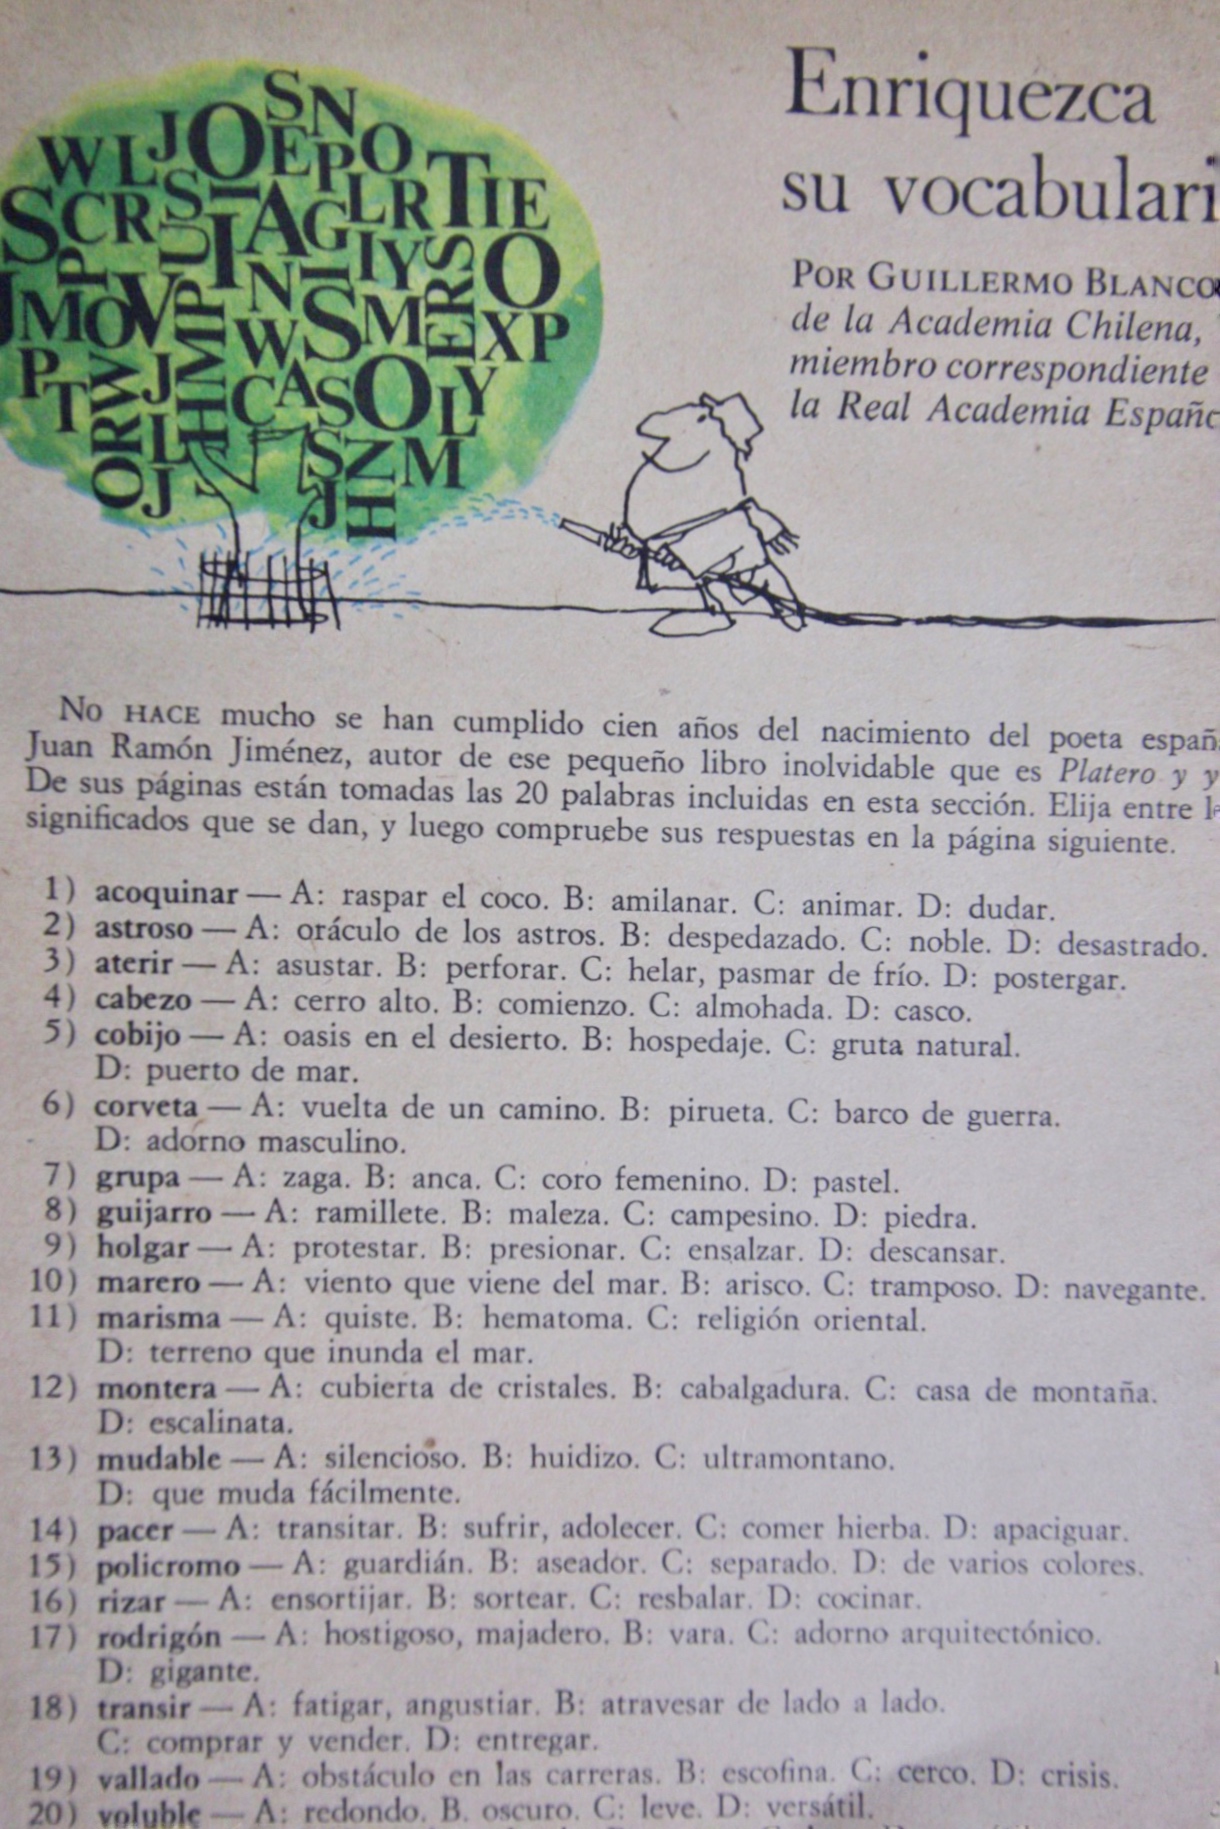 Enriquezca
su vocabulari
POR GUILLERMO BLANCO
de la Academia Chilena,
miembro correspondiente
la Real Academia Españo
No HACE mucho se han cumplido cien años del nacimiento del poeta españ
Juan Ramón Jiménez, autor de ese pequeño libro inolvidable que es Platero y y
De sus páginas están tomadas las 20 palabras incluidas en esta sección. Elija entre l
significados que se dan, y luego compruebe sus respuestas en la página siguiente.
1) acoquinar — A: raspar el coco. B: amilanar. C: animar. D: dudar.
2) astroso — A: oráculo de los astros. B: despedazado. C: noble. D: desastrado.
3) aterir — A: asustar. B: perforar. C: helar, pasmar de frío. D: postergar.
4) cabezo — A: cerro alto. B: comienzo. C: almohada. D: casco.
5) cobijo — A: oasis en el desierto. B: hospedaje. C: gruta natural.
D: puerto de mar.
6) corveta — A: vuelta de un camino. B: pirueta. C: barco de guerra.
D: adorno masculino.
7) grupa — A: zaga. B: anca. C: coro femenino. D: pastel.
8) guijarro — A: ramillete. B: maleza. C: campesino. D: piedra.
9) holgar — A: protestar. B: presionar. C: ensalzar. D: descansar.
10) marero — A: viento que viene del mar. B: arisco. C: tramposo. D: navegante.
11) marisma — A: quiste. B: hematoma. C: religión oriental.
D: terreno que inunda el mar.
12) montera — A: cubierta de cristales. B: cabalgadura. C: casa de montaña.
D: escalinata.
13) mudable — A: silencioso. B: huidizo. C: ultramontano.
D: que muda fácilmente.
14) pacer — A: transitar. B: sufrir, adolecer. C: comer hierba. D: apaciguar.
15) policromo — A: guardián. B: aseador. C: separado. D: de varios colores.
16) rizar — A: ensortijar. B: sortear. C: resbalar. D: cocinar.
17) rodrigón — A: hostigoso, majadero. B: vara. C: adorno arquitectónico.
D: gigante.
18) transir — A: fatigar, angustiar. B: atravesar de lado a lado.
C: comprar y vender. D: entregar.
19) vallado — A: obstáculo en las carreras. B: escofina. C: cerco. D: crisis.
20) voluble — A: redondo. B. oscuro. C: leve. D: versátil.